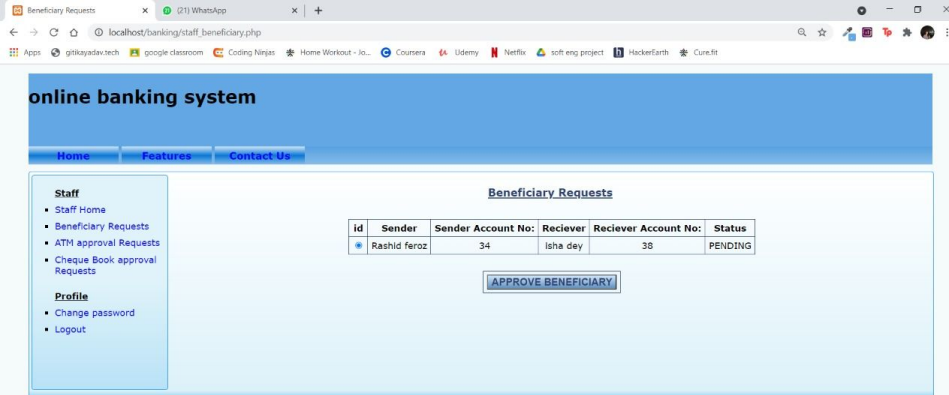 Beneficiary Requests
(21) WhatsApp
localhost/banking/staff_beneficiary.php
Apps gitikayadav.tech google classroom Coding Ninjas Home Workout - Jo... Coursera Udemy Netflix soft eng project HackerEarth Cure.fit
online banking system
Home Features Contact Us
Staff
Staff Home
Beneficiary Requests
ATM approval Requests
Cheque Book approval
Requests
Profile
Change password
Logout
Beneficiary Requests
id Sender Sender Account No: Reciever Reciever Account No: Status
Rashid feroz 34 isha dey 38 PENDING
APPROVE BENEFICIARY